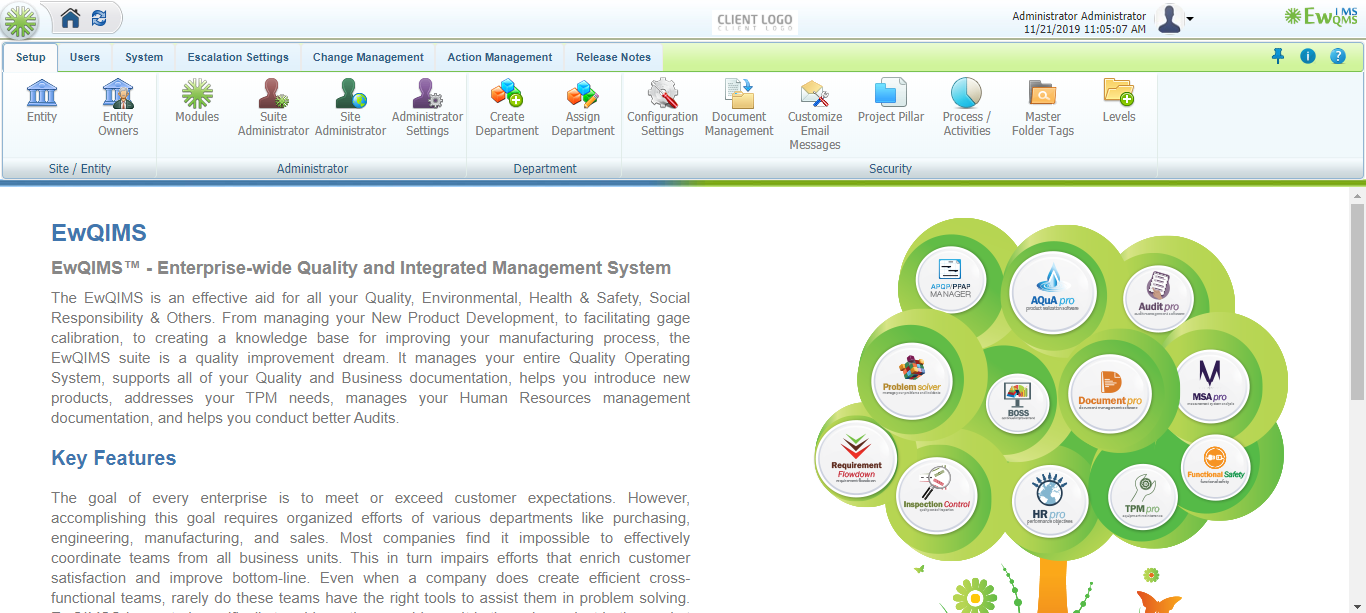 CLIENT LOGO
CLIENT LOGO
Administrator Administrator
11/21/2019 11:05:07 AM
EwQIMS
Setup
Users
System
Escalation Settings
Change Management
Action Management
Release Notes
Entity
Entity Owners
Modules
Suite Administrator
Site Administrator
Administrator Settings
Create Department
Assign Department
Configuration Settings
Document Management
Customize Email Messages
Project Pillar
Process / Activities
Master Folder Tags
Levels
Site / Entity
Administrator
Department
Security
EwQIMS
EwQIMS™ - Enterprise-wide Quality and Integrated Management System
The EwQIMS is an effective aid for all your Quality, Environmental, Health & Safety, Social
Responsibility & Others. From managing your New Product Development, to facilitating gage
calibration, to creating a knowledge base for improving your manufacturing process, the
EwQIMS suite is a quality improvement dream. It manages your entire Quality Operating
System, supports all of your Quality and Business documentation, helps you introduce new
products, addresses your TPM needs, manages your Human Resources management
documentation, and helps you conduct better Audits.
Key Features
The goal of every enterprise is to meet or exceed customer expectations. However,
accomplishing this goal requires organized efforts of various departments like purchasing,
engineering, manufacturing, and sales. Most companies find it impossible to effectively
coordinate teams from all business units. This in turn impairs efforts that enrich customer
satisfaction and improve bottom-line. Even when a company does create efficient cross-
functional teams, rarely do these teams have the right tools to assist them in problem solving.
APQP/PPAP
MANAGER
AQuA pro
Audit pro
Problem solver
BOSS
Document pro
document management software
MSA pro
Requirement
Flowdown
Inspection Control
HR pro
performance objectives
TPM pro
Functional Safety
functional safety